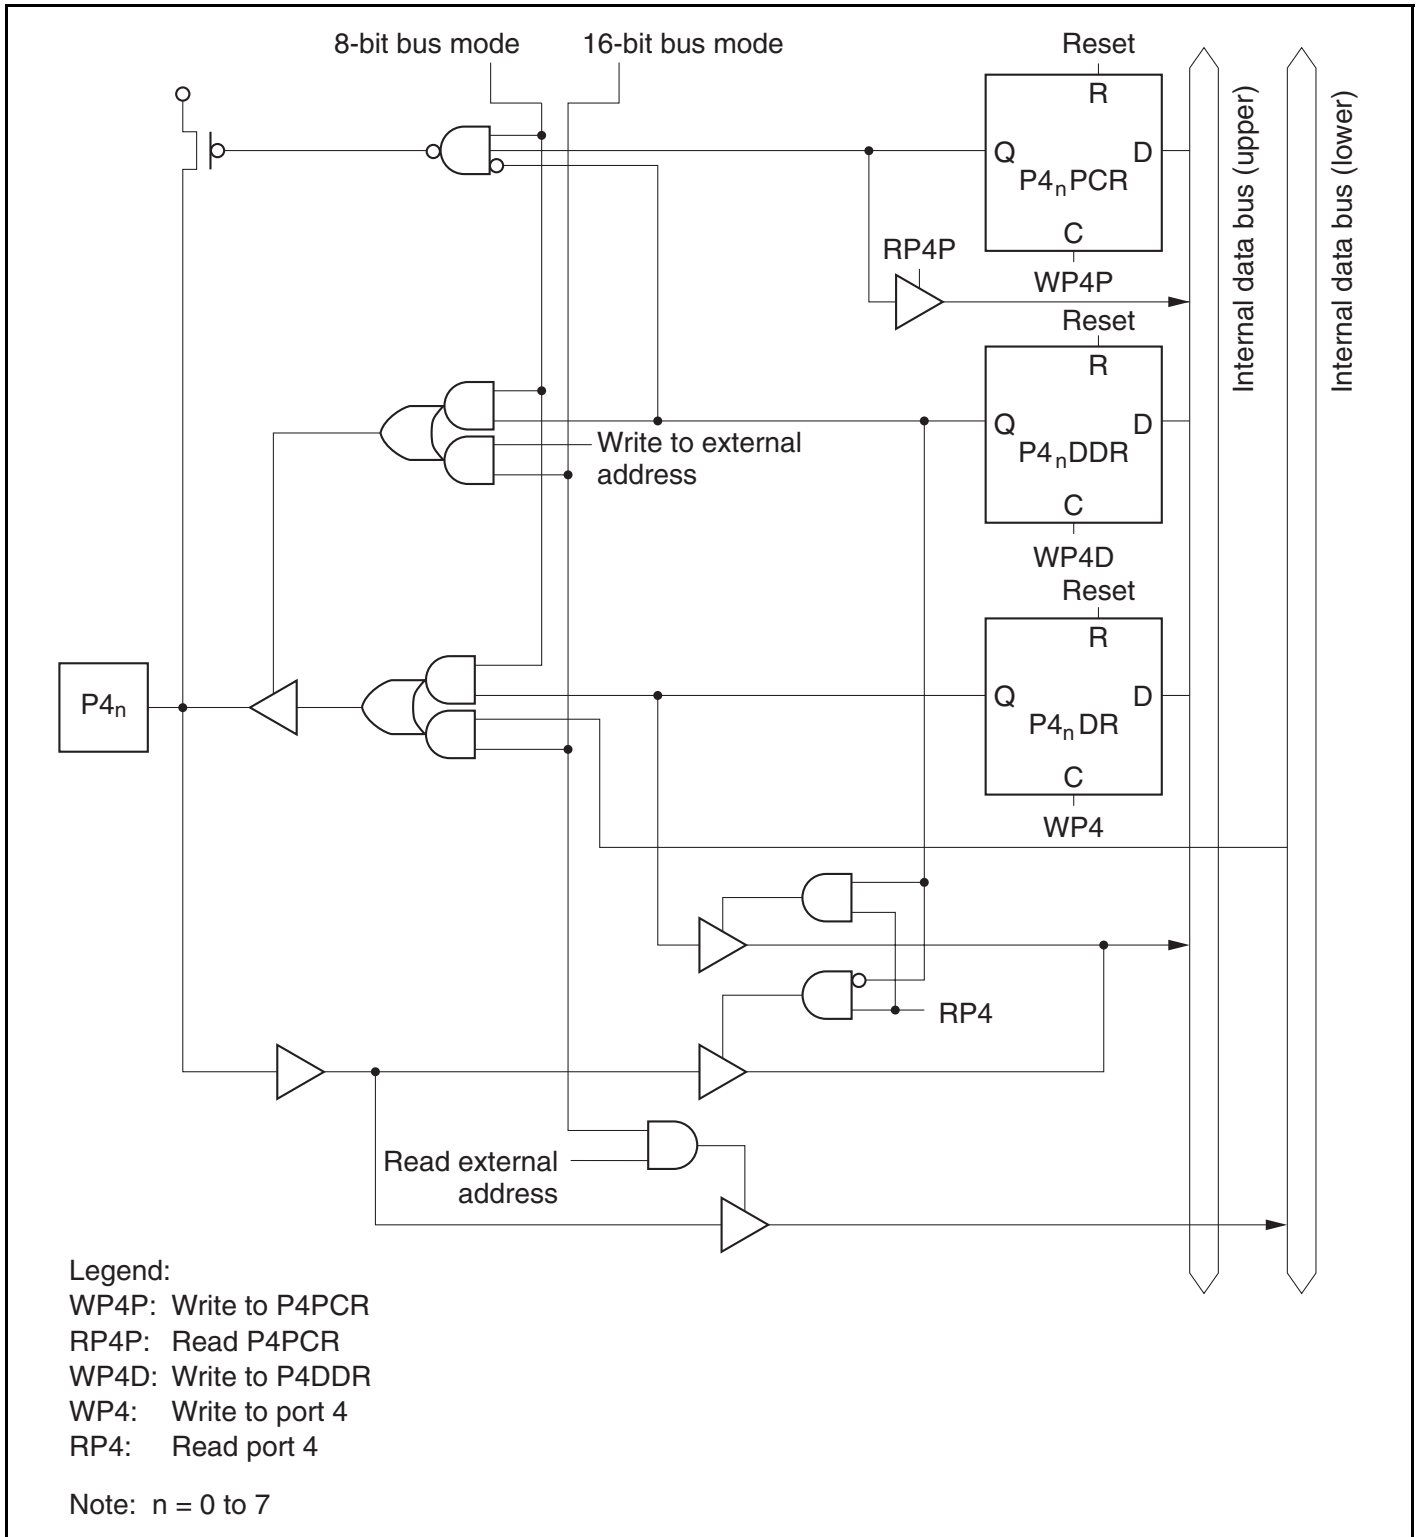 8-bit bus mode
16-bit bus mode
Reset
R
Q
D
P4nPCR
C
WP4P
RP4P
Internal data bus (upper)
Internal data bus (lower)
Reset
R
Q
D
P4nDDR
C
WP4D
Write to external
address
Reset
R
Q
D
P4nDR
C
WP4
P4n
RP4
Read external
address
Legend:
WP4P: Write to P4PCR
RP4P: Read P4PCR
WP4D: Write to P4DDR
WP4: Write to port 4
RP4: Read port 4
Note: n = 0 to 7